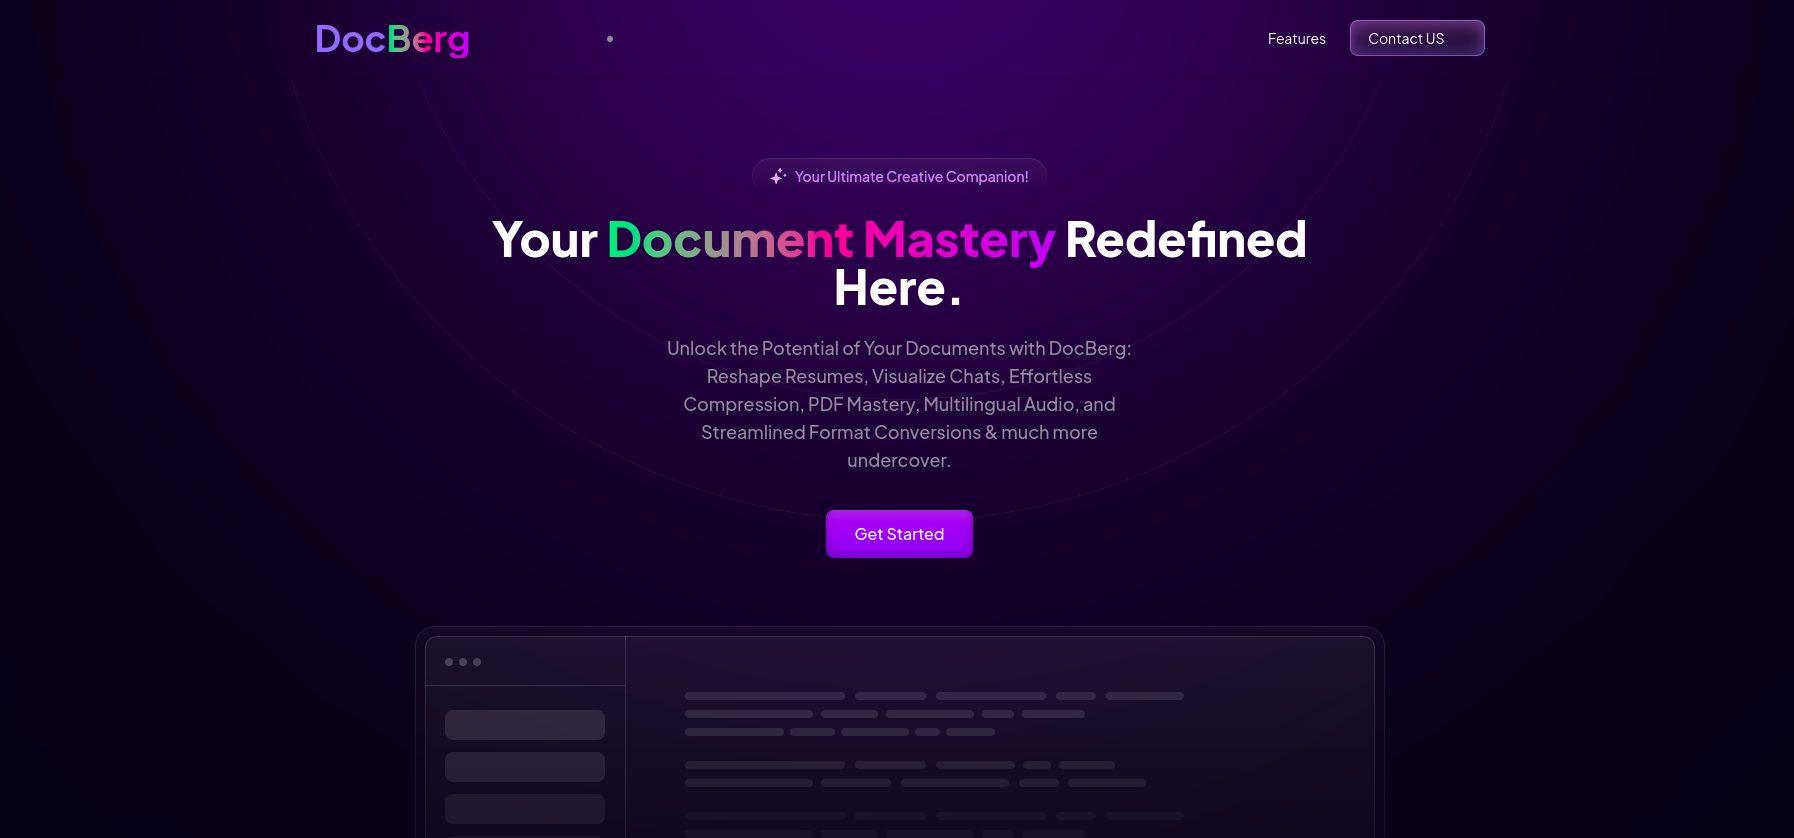 DocBerg
Features
Contact US
Your Ultimate Creative Companion!
Your Document Mastery Redefined
Here.
Unlock the Potential of Your Documents with DocBerg:
Reshape Resumes, Visualize Chats, Effortless
Compression, PDF Mastery, Multilingual Audio, and
Streamlined Format Conversions & much more
undercover.
Get Started